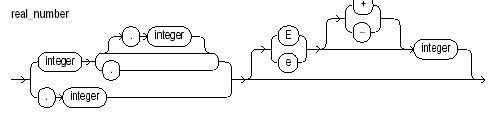 real_number
+
. integer E −
integer . e integer
. integer